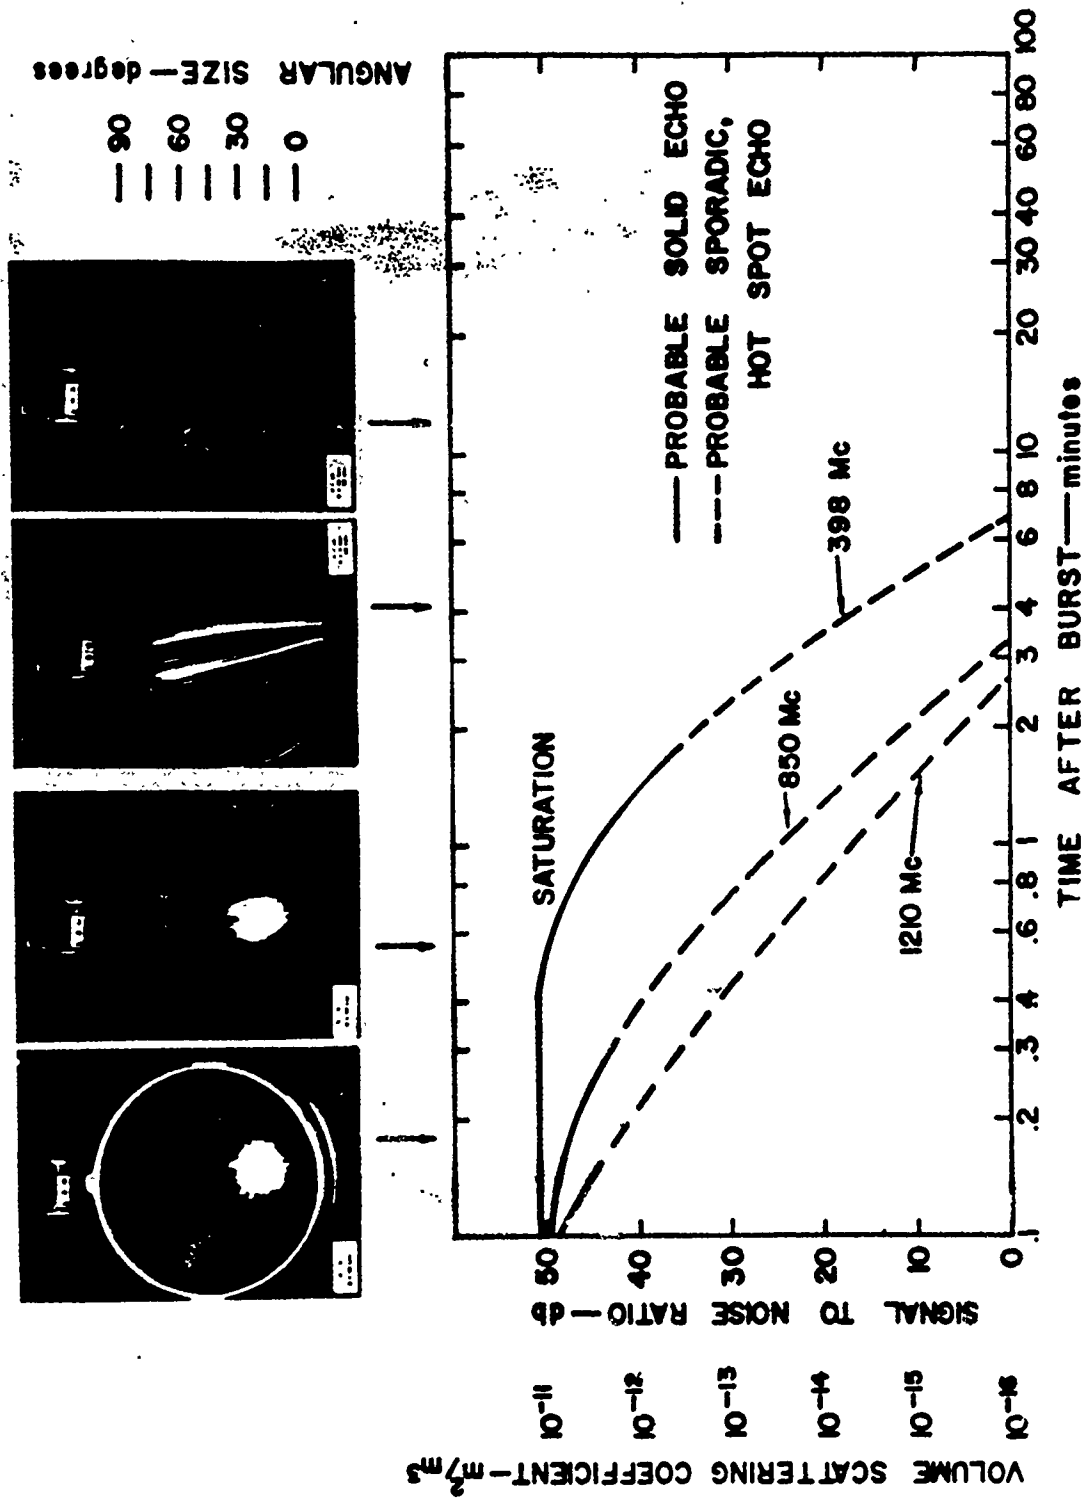 ANGULAR SIZE—degrees
90
60
30
0
SATURATION
—PROBABLE SOLID ECHO
---PROBABLE SPORADIC,
HOT SPOT ECHO
398 Mc
850 Mc
1210 Mc
VOLUME SCATTERING COEFFICIENT—m²/m³
10⁻¹¹
10⁻¹²
10⁻¹³
10⁻¹⁴
10⁻¹⁵
10⁻¹⁶
SIGNAL TO NOISE RATIO—db
50
40
30
20
10
0
.1 .2 .3 .4 .6 .8 1 2 3 4 6 8 10 20 30 40 60 80 100
TIME AFTER BURST—minutes